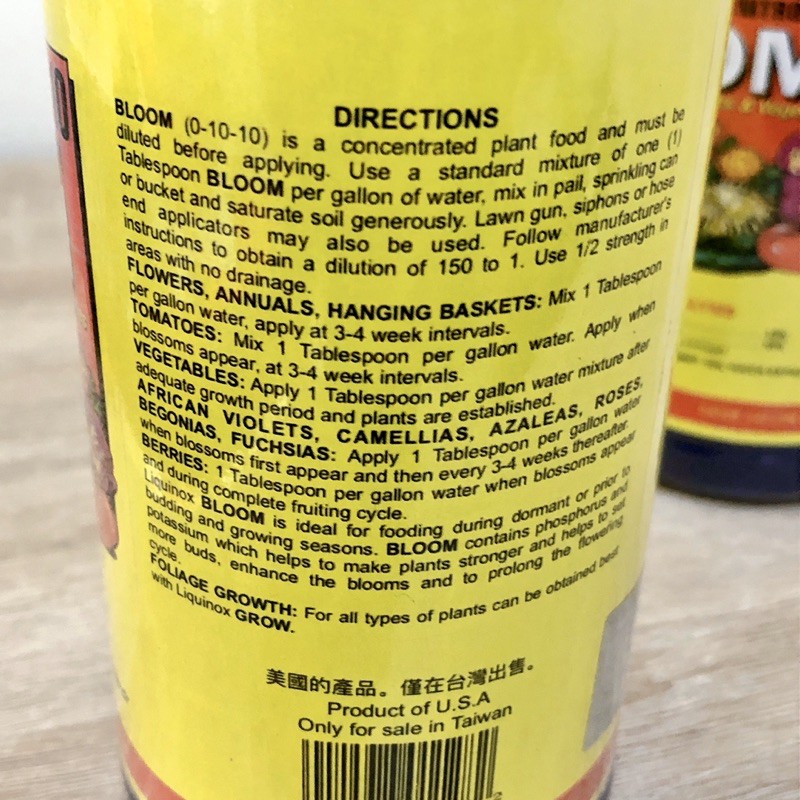 DIRECTIONS
BLOOM (0-10-10) is a concentrated plant food and must be
diluted before applying. Use a standard mixture of one (1)
Tablespoon BLOOM per gallon of water, mix in pail, sprinkling can
or bucket and saturate soil generously. Lawn gun, siphons or hose
end applicators may also be used. Follow manufacturer's
instructions to obtain a dilution of 150 to 1. Use 1/2 strength in
areas with no drainage.
FLOWERS, ANNUALS, HANGING BASKETS: Mix 1 Tablespoon
per gallon water, apply at 3-4 week intervals.
TOMATOES: Mix 1 Tablespoon per gallon water. Apply when
blossoms appear, at 3-4 week intervals.
VEGETABLES: Apply 1 Tablespoon per gallon water mixture after
adequate growth period and plants are established.
AFRICAN VIOLETS, CAMELLIAS, AZALEAS, ROSES,
BEGONIAS, FUCHSIAS: Apply 1 Tablespoon per gallon water
when blossoms first appear and then every 3-4 weeks thereafter.
BERRIES: 1 Tablespoon per gallon water when blossoms appear
and during complete fruiting cycle.
Liquinox BLOOM is ideal for fooding during dormant or prior to
budding and growing seasons. BLOOM contains phosphorus and
potassium which helps to make plants stronger and helps to set
more buds, enhance the blooms and to prolong the flowering
cycle.
FOLIAGE GROWTH: For all types of plants can be obtained best
with Liquinox GROW.
美國的產品。僅在台灣出售。
Product of U.S.A
Only for sale in Taiwan
OM